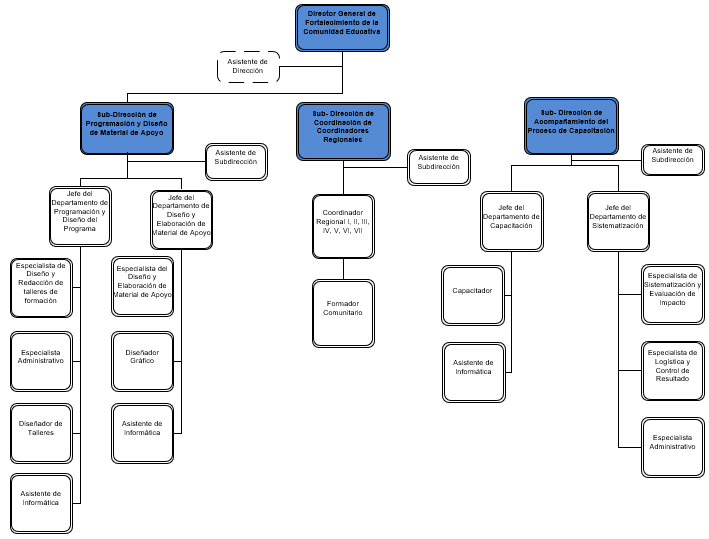 Director General de
Fortalecimiento de la
Comunidad Educativa
Asistente de
Dirección
Sub-Dirección de
Programación y Diseño
de Material de Apoyo
Sub- Dirección de
Coordinación de
Coordinadores
Regionales
Sub- Dirección de
Acompañamiento del
Proceso de Capacitación
Asistente de
Subdirección
Asistente de
Subdirección
Asistente de
Subdirección
Jefe del
Departamento de
Programación y
Diseño del
Programa
Jefe del
Departamento de
Diseño y
Elaboración de
Material de Apoyo
Coordinador
Regional I, II, III,
IV, V, VI, VII
Jefe del
Departamento de
Capacitación
Jefe del
Departamento de
Sistematización
Especialista de
Diseño y
Redacción de
talleres de
formación
Especialista del
Diseño y
Elaboración de
Material de Apoyo
Formador
Comunitario
Capacitador
Especialista de
Sistematización y
Evaluación de
Impacto
Especialista
Administrativo
Diseñador
Gráfico
Asistente de
Informática
Especialista de
Logística y
Control de
Resultado
Diseñador de
Talleres
Asistente de
Informática
Especialista
Administrativo
Asistente de
Informática